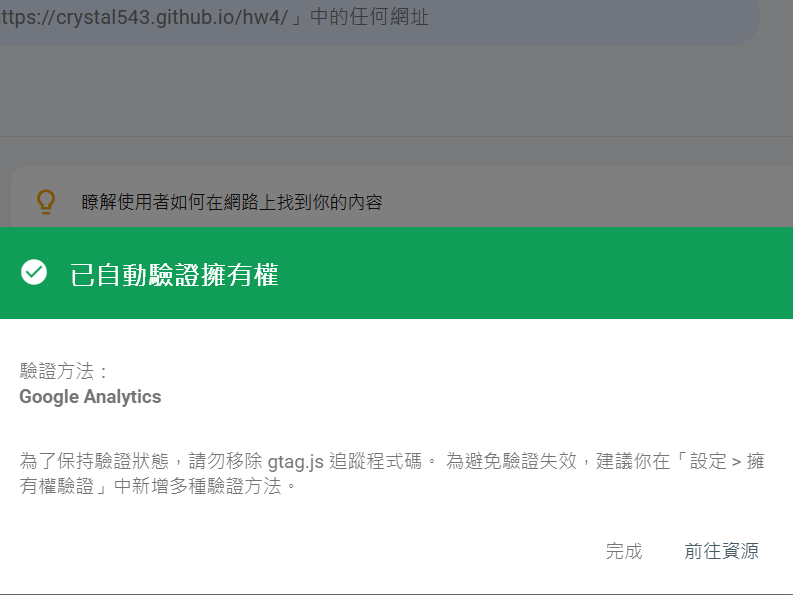 ttps://crystal543.github.io/hw4/」中的任何網址
瞭解使用者如何在網路上找到你的內容
已自動驗證擁有權
驗證方法：
Google Analytics
為了保持驗證狀態，請勿移除 gtag.js 追蹤程式碼。 為避免驗證失效，建議你在「設定 > 擁
有權驗證」中新增多種驗證方法。
完成 前往資源